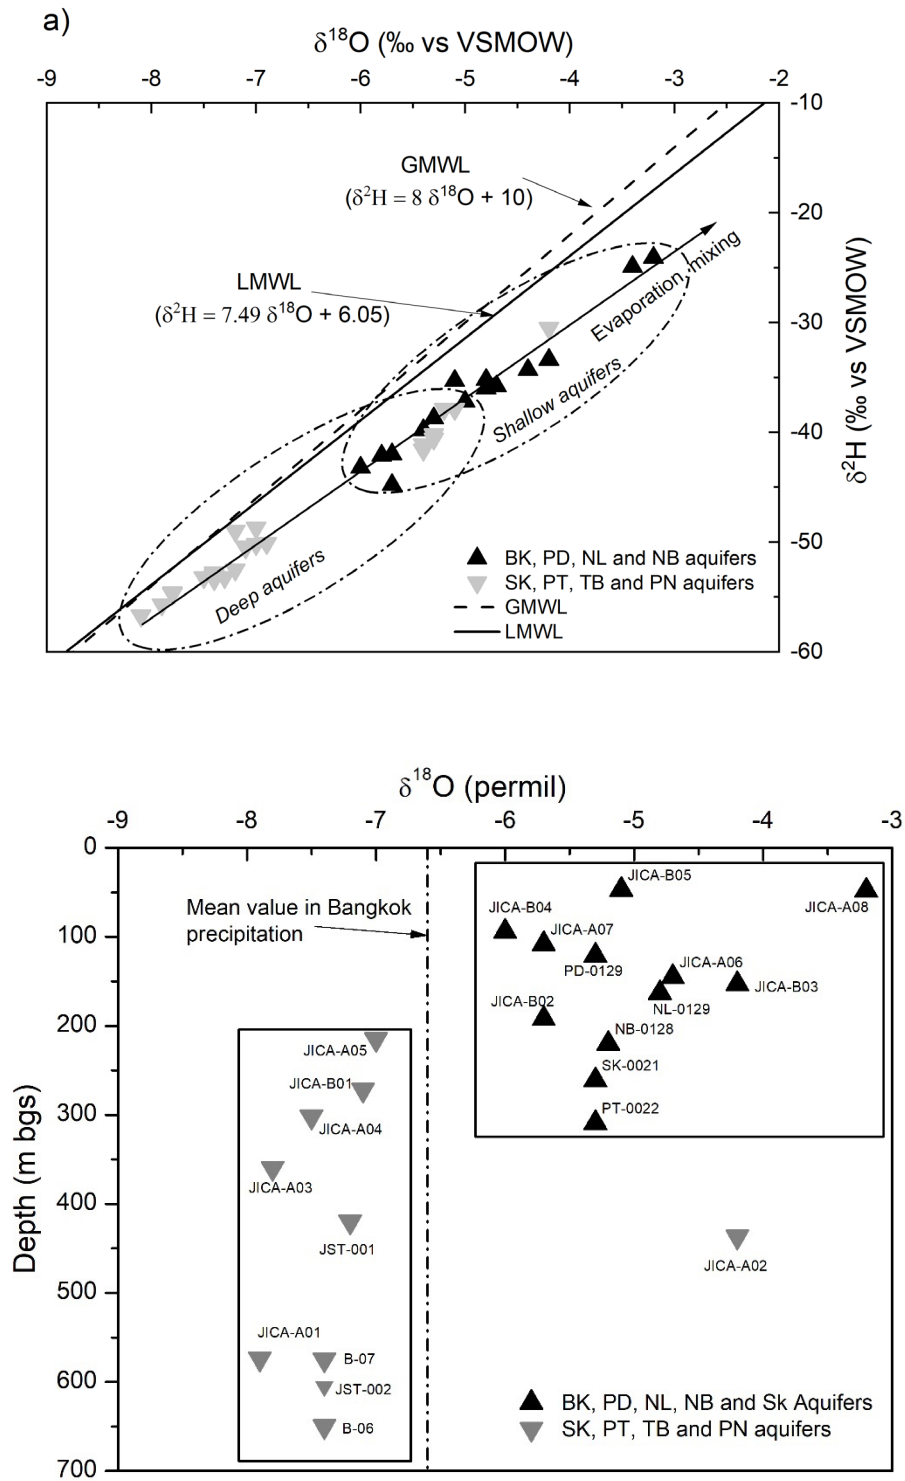 a)
δ18O (‰ vs VSMOW)
-9 -8 -7 -6 -5 -4 -3 -2
-10
GMWL
(δ2H = 8 δ18O + 10)
-20
LMWL
(δ2H = 7.49 δ18O + 6.05)
Evaporation, mixing
-30
Shallow aquifers
δ2H (‰ vs VSMOW)
-40
-50
Deep aquifers
BK, PD, NL and NB aquifers
SK, PT, TB and PN aquifers
GMWL
LMWL
-60
δ18O (permil)
-9 -8 -7 -6 -5 -4 -3
0
JICA-B05
Mean value in Bangkok
precipitation
JICA-B04
JICA-A08
100
JICA-A07
PD-0129
JICA-A06
JICA-B03
JICA-B02
NL-0129
200
NB-0128
JICA-A05
SK-0021
JICA-B01
PT-0022
300
JICA-A04
JICA-A03
Depth (m bgs)
400
JST-001
JICA-A02
500
JICA-A01
B-07
JST-002
600
BK, PD, NL, NB and Sk Aquifers
B-06
SK, PT, TB and PN aquifers
700